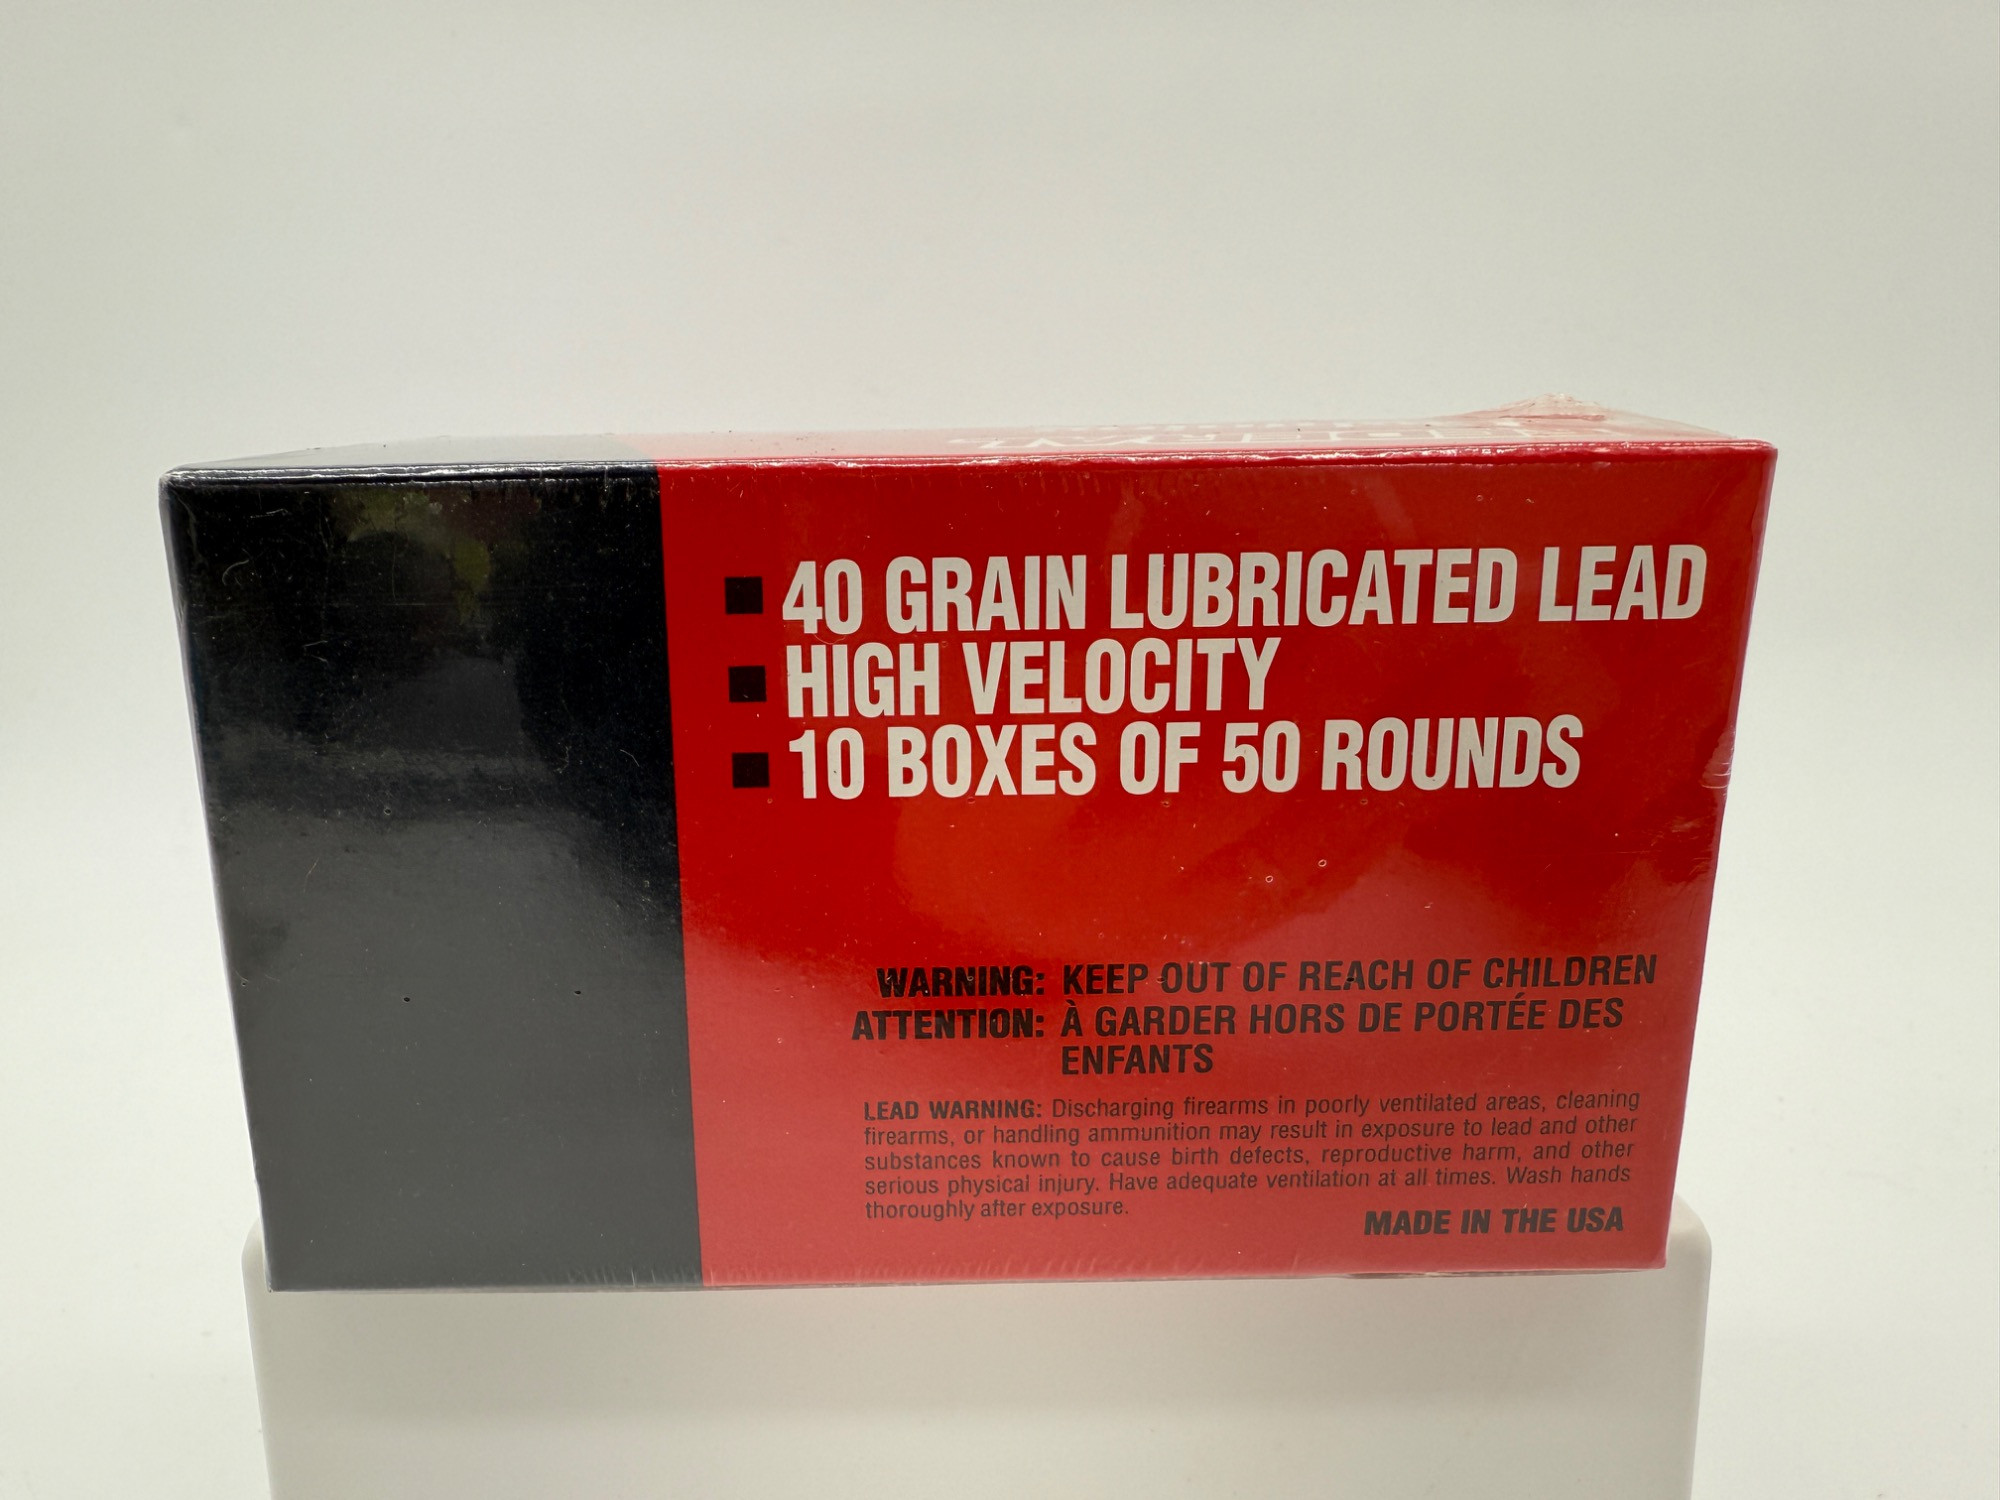 40 GRAIN LUBRICATED LEAD
HIGH VELOCITY
10 BOXES OF 50 ROUNDS
WARNING: KEEP OUT OF REACH OF CHILDREN
ATTENTION: À GARDER HORS DE PORTÉE DES
ENFANTS
LEAD WARNING: Discharging firearms in poorly ventilated areas, cleaning
firearms, or handling ammunition may result in exposure to lead and other
substances known to cause birth defects, reproductive harm, and other
serious physical injury. Have adequate ventilation at all times. Wash hands
thoroughly after exposure.
MADE IN THE USA